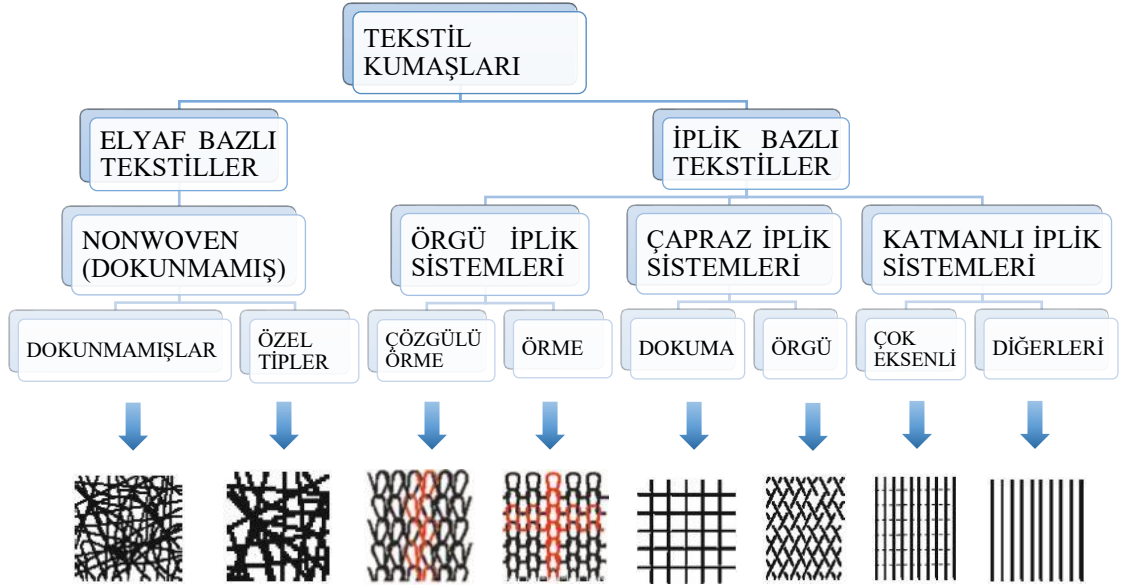 TEKSTİL
KUMAŞLARI
ELYAF BAZLI
TEKSTİLLER
İPLİK BAZLI
TEKSTİLLER
NONWOVEN
(DOKUNMAMIŞ)
ÖRGÜ İPLİK
SİSTEMLERİ
ÇAPRAZ İPLİK
SİSTEMLERİ
KATMANLI İPLİK
SİSTEMLERİ
DOKUNMAMIŞLAR
ÖZEL
TİPLER
ÇÖZGÜLÜ
ÖRME
ÖRME
DOKUMA
ÖRGÜ
ÇOK
EKSENLİ
DİĞERLERİ